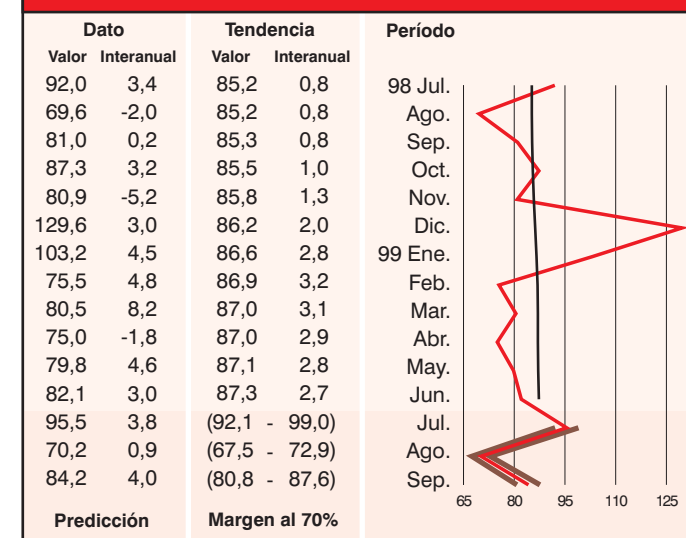 Dato Tendencia Período
Valor Interanual Valor Interanual
92,0 3,4 85,2 0,8 98 Jul.
69,6 -2,0 85,2 0,8 Ago.
81,0 0,2 85,3 0,8 Sep.
87,3 3,2 85,5 1,0 Oct.
80,9 -5,2 85,8 1,3 Nov.
129,6 3,0 86,2 2,0 Dic.
103,2 4,5 86,6 2,8 99 Ene.
75,5 4,8 86,9 3,2 Feb.
80,5 8,2 87,0 3,1 Mar.
75,0 -1,8 87,0 2,9 Abr.
79,8 4,6 87,1 2,8 May.
82,1 3,0 87,3 2,7 Jun.
95,5 3,8 (92,1 - 99,0) Jul.
70,2 0,9 (67,5 - 72,9) Ago.
84,2 4,0 (80,8 - 87,6) Sep.
65 80 95 110 125
Predicción Margen al 70%